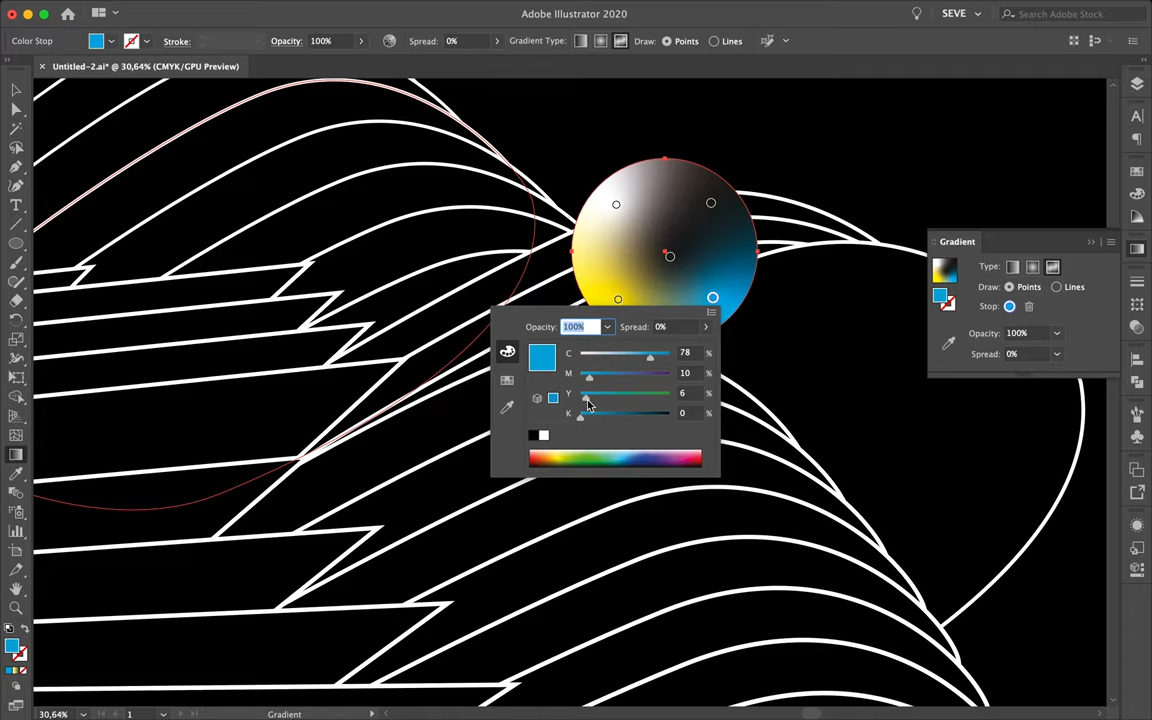 Adobe Illustrator 2020
SEVE
Search Adobe Stock
Color Stop
Stroke:
Opacity: 100%
Spread: 0%
Gradient Type:
Draw:
Points
Lines
Untitled-2.ai* @ 30,64% (CMYK/GPU Preview)
Gradient
Type:
Draw:
Points
Lines
Stop:
Opacity: 100%
Spread: 0%
Opacity: 100%
Spread: 0%
C 78 %
M 10 %
Y 6 %
K 0 %
30,64%
1
Gradient